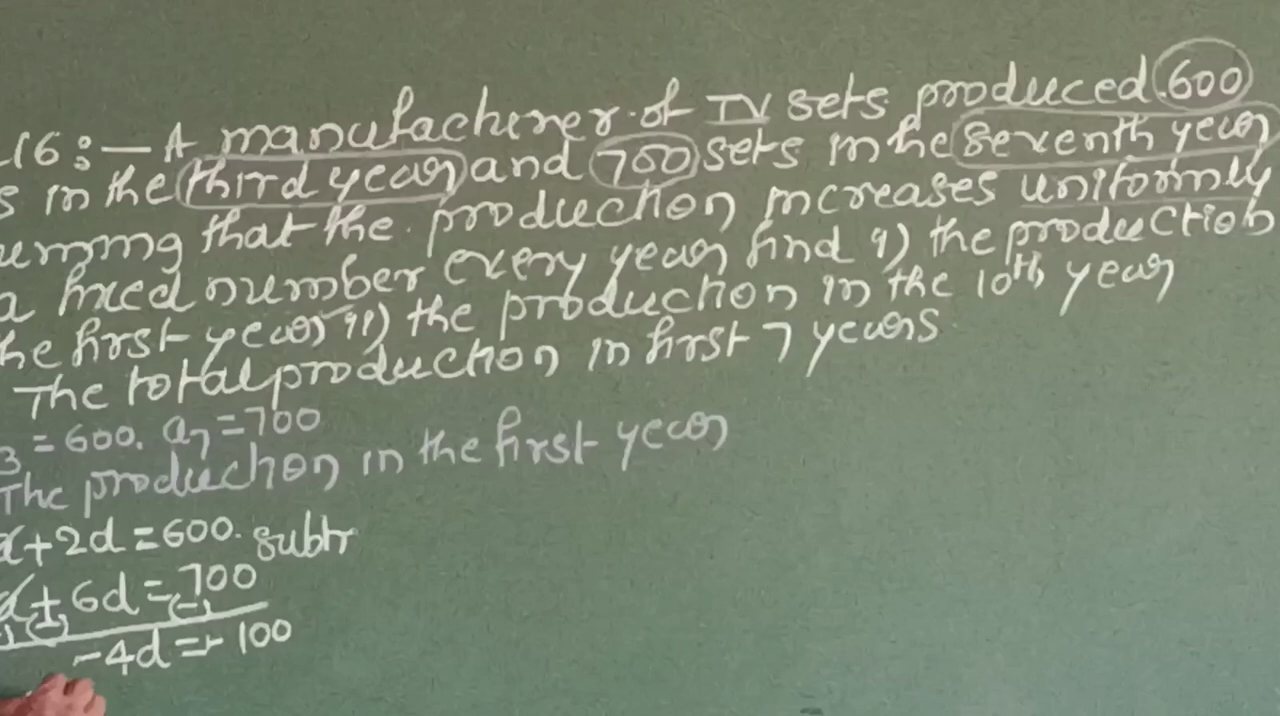 16:- A manufacturer of TV sets produced 600
s in the third year and 700 sets in the seventh year
uming that the production increases uniformly
a fixed number every year find i) the production
he first year ii) the production in the 10th year
The total production in first 7 years
3 = 600. a7 = 700
The production in the first year
a + 2d = 600. subtr
a + 6d = 700
(-) (-)
-4d = -100